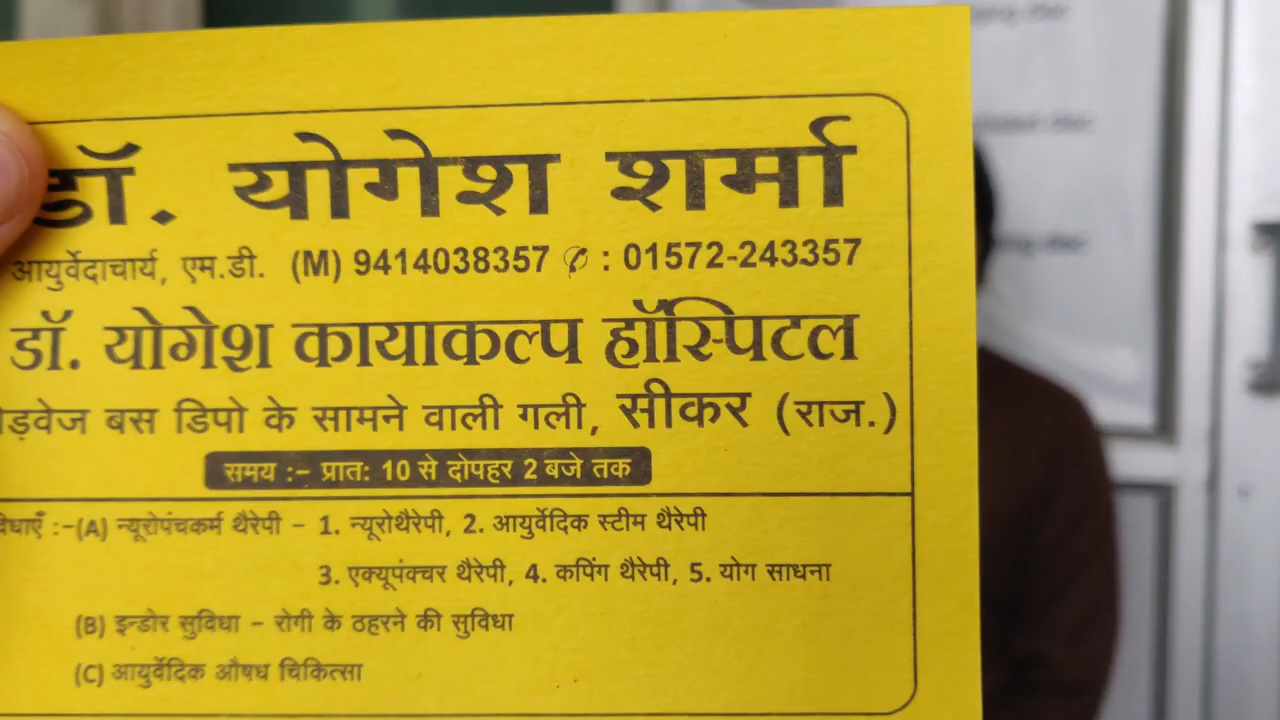 डॉ. योगेश शर्मा
आयुर्वेदाचार्य, एम.डी. (M) 9414038357 ✆ : 01572-243357
डॉ. योगेश कायाकल्प हॉस्पिटल
ड़वेज बस डिपो के सामने वाली गली, सीकर (राज.)
समय :- प्रातः 10 से दोपहर 2 बजे तक
विधाएँ :-(A) न्यूरोपंचकर्म थैरेपी - 1. न्यूरोथैरेपी, 2. आयुर्वेदिक स्टीम थैरेपी
3. एक्यूपंक्चर थैरेपी, 4. कपिंग थैरेपी, 5. योग साधना
(B) इन्डोर सुविधा - रोगी के ठहरने की सुविधा
(C) आयुर्वेदिक औषध चिकित्सा